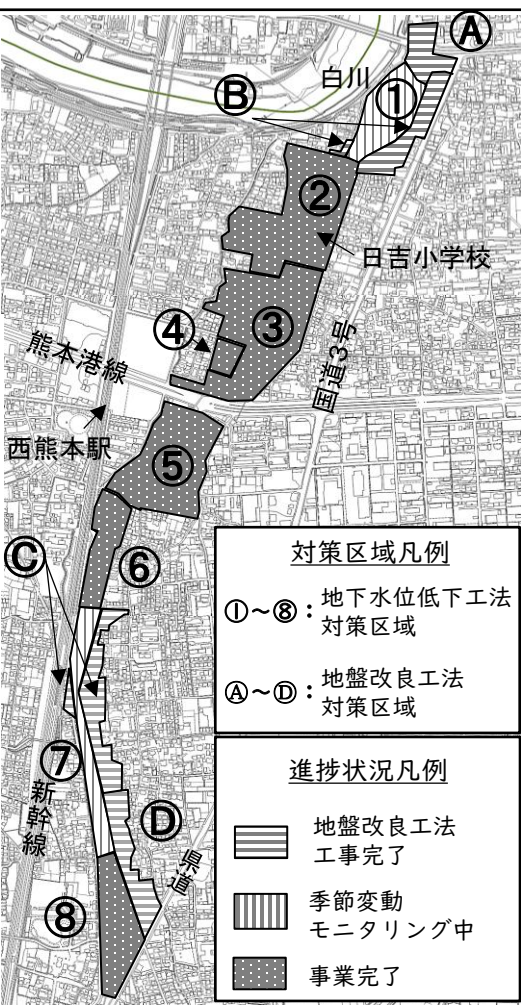 Ⓐ
白川
①
Ⓑ
②
日吉小学校
③
④
国道3号
熊本港線
西熊本駅
⑤
⑥
Ⓒ
⑦
新幹線
Ⓓ
県道
⑧
対策区域凡例
①～⑧：地下水位低下工法
対策区域
Ⓐ～Ⓓ：地盤改良工法
対策区域
進捗状況凡例
地盤改良工法
工事完了
季節変動
モニタリング中
事業完了